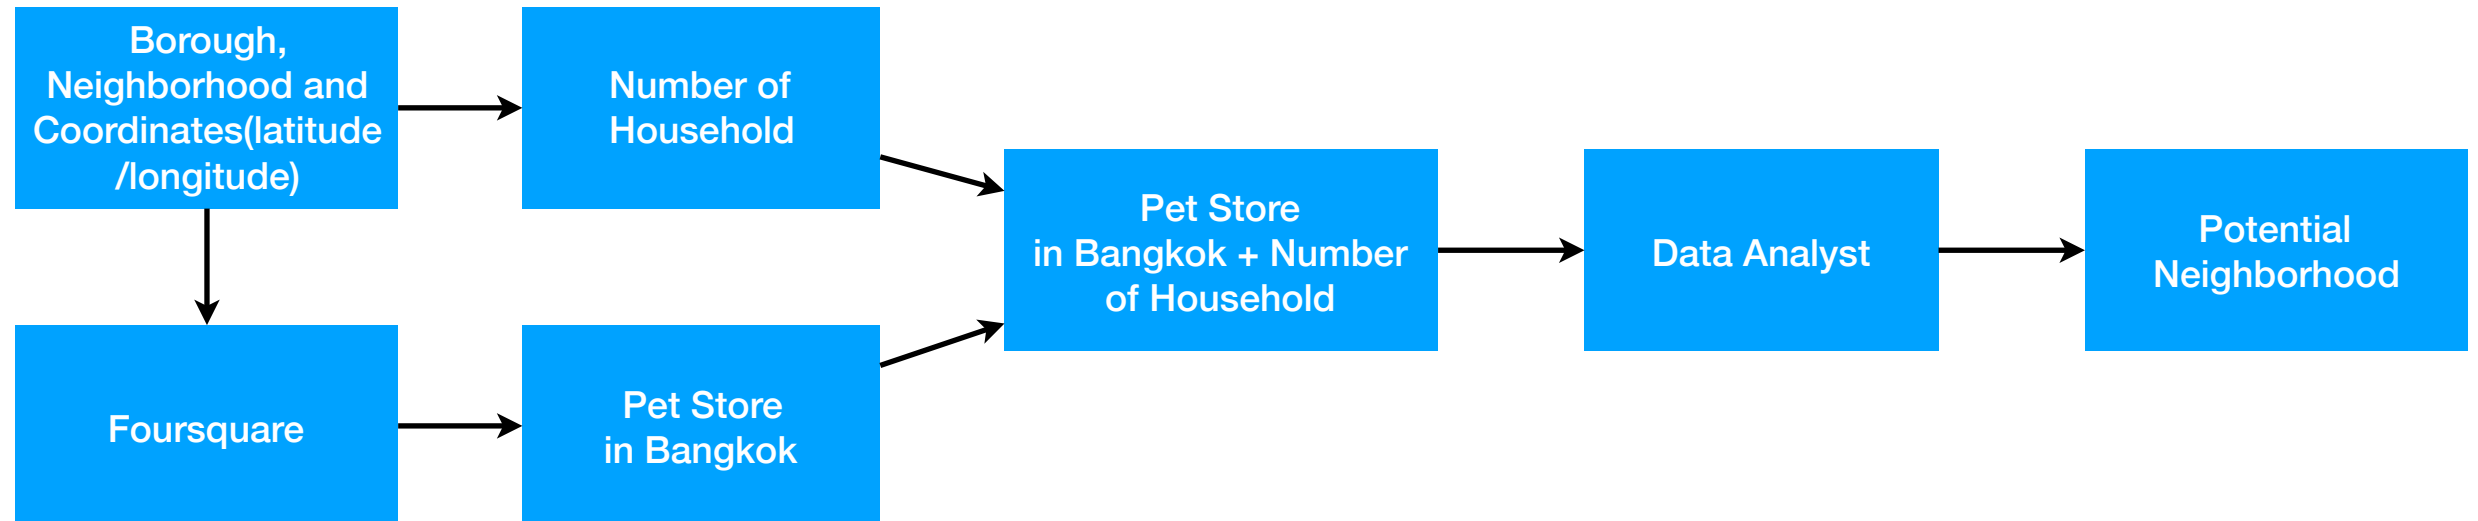 Borough,
Neighborhood and
Coordinates(latitude
/longitude)
Number of
Household
Foursquare
Pet Store
in Bangkok
Pet Store
in Bangkok + Number
of Household
Data Analyst
Potential
Neighborhood